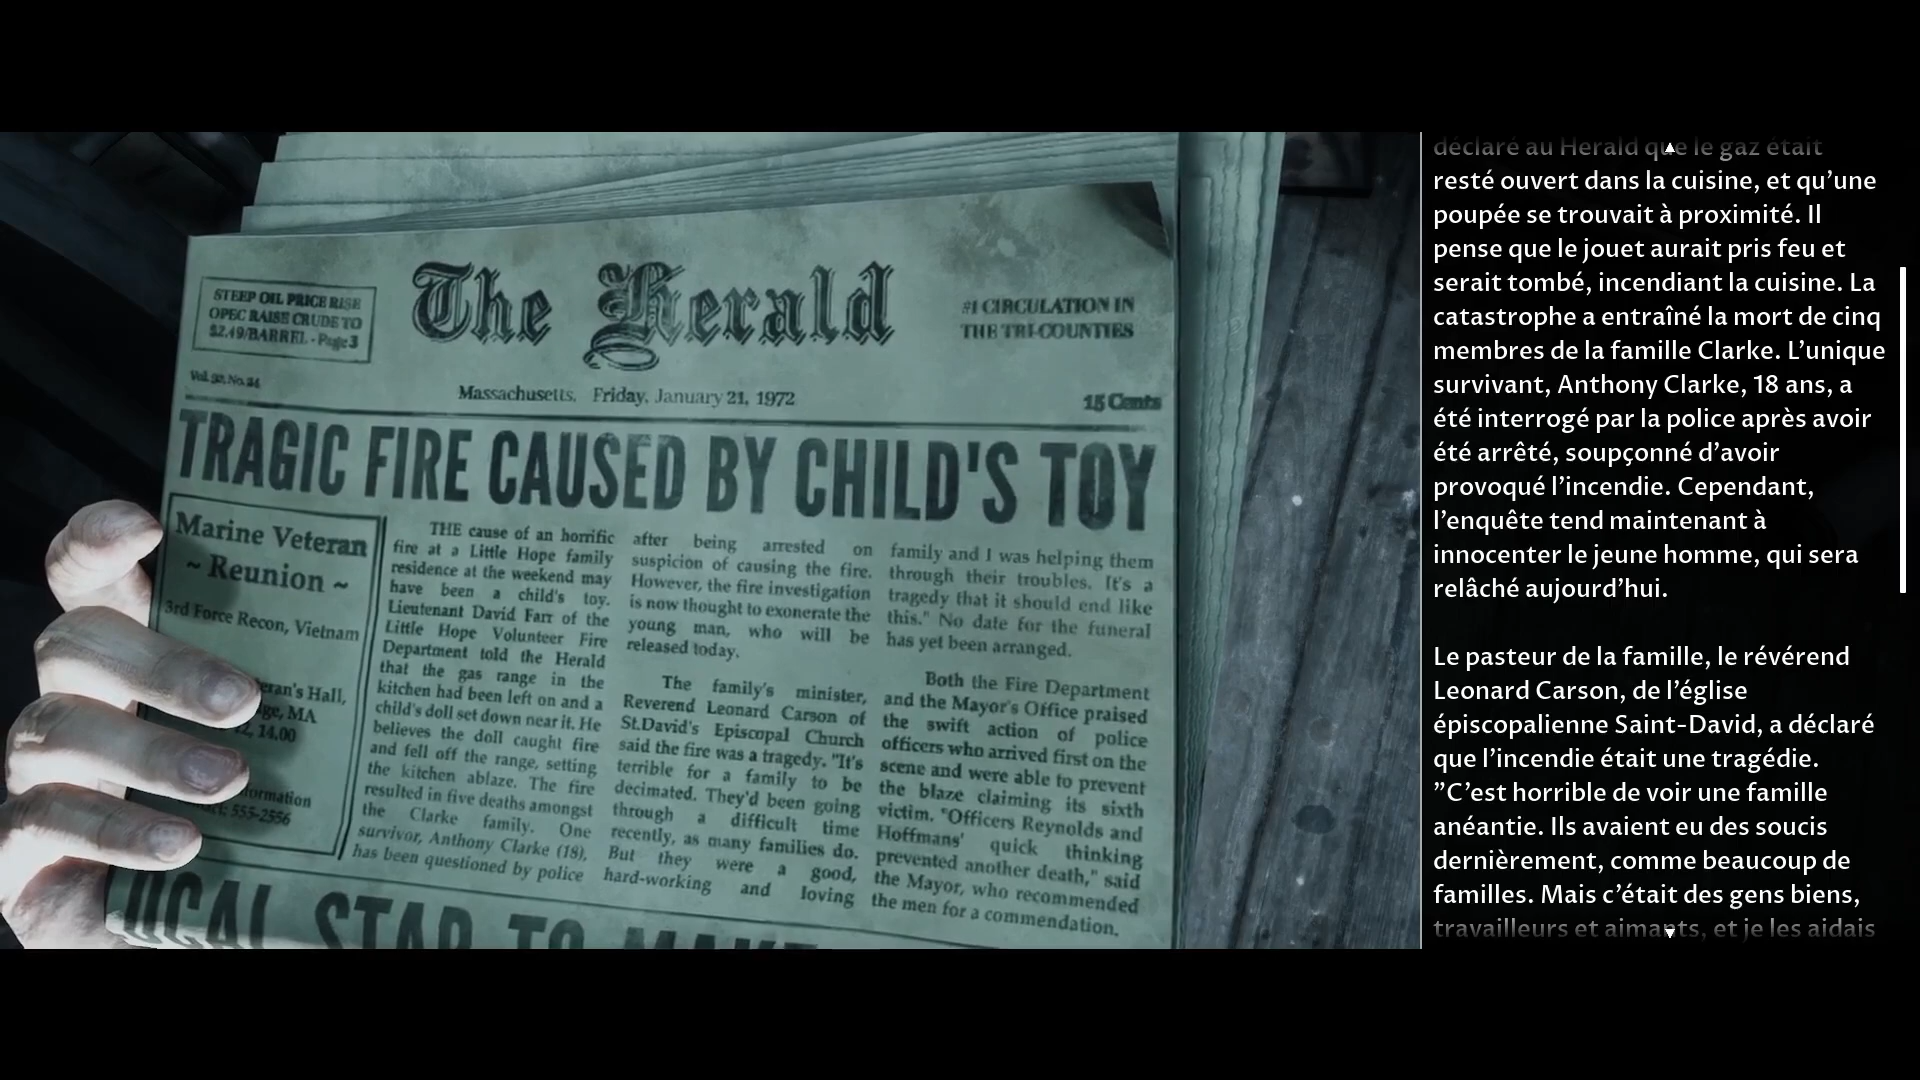 STEEP OIL PRICE RISE
OPEC RAISE CRUDE TO
$2.49/BARREL - Page 3
The Herald
#1 CIRCULATION IN
THE TRI-COUNTIES
Massachusetts, Friday, January 21, 1972
15 Cents
TRAGIC FIRE CAUSED BY CHILD'S TOY
Marine Veteran
~ Reunion ~
3rd Force Recon, Vietnam
eran's Hall,
ge, MA
14.00
ormation
555-2556
THE cause of an horrific
fire at a Little Hope family
residence at the weekend may
have been a child's toy.
Lieutenant David Farr of the
Little Hope Volunteer Fire
Department told the Herald
that the gas range in the
kitchen had been left on and a
child's doll set down near it. He
believes the doll caught fire
and fell off the range, setting
the kitchen ablaze. The fire
resulted in five deaths amongst
the Clarke family. One
survivor, Anthony Clarke (18),
has been questioned by police
after being arrested on
suspicion of causing the fire.
However, the fire investigation
is now thought to exonerate the
young man, who will be
released today.
The family's minister,
Reverend Leonard Carson of
St.David's Episcopal Church
said the fire was a tragedy. "It's
terrible for a family to be
decimated. They'd been going
through a difficult time
recently, as many families do.
But they were a good,
hard-working and loving
family and I was helping them
through their troubles. It's a
tragedy that it should end like
this." No date for the funeral
has yet been arranged.
Both the Fire Department
and the Mayor's Office praised
the swift action of police
officers who arrived first on the
scene and were able to prevent
the blaze claiming its sixth
victim. "Officers Reynolds and
Hoffmans' quick thinking
prevented another death," said
the Mayor, who recommended
the men for a commendation.
OCAL STAR TO MAKE
déclaré au Herald que le gaz était
resté ouvert dans la cuisine, et qu'une
poupée se trouvait à proximité. Il
pense que le jouet aurait pris feu et
serait tombé, incendiant la cuisine. La
catastrophe a entraîné la mort de cinq
membres de la famille Clarke. L'unique
survivant, Anthony Clarke, 18 ans, a
été interrogé par la police après avoir
été arrêté, soupçonné d'avoir
provoqué l'incendie. Cependant,
l'enquête tend maintenant à
innocenter le jeune homme, qui sera
relâché aujourd'hui.
Le pasteur de la famille, le révérend
Leonard Carson, de l'église
épiscopalienne Saint-David, a déclaré
que l'incendie était une tragédie.
"C'est horrible de voir une famille
anéantie. Ils avaient eu des soucis
dernièrement, comme beaucoup de
familles. Mais c'était des gens biens,
travailleurs et aimants, et je les aidais